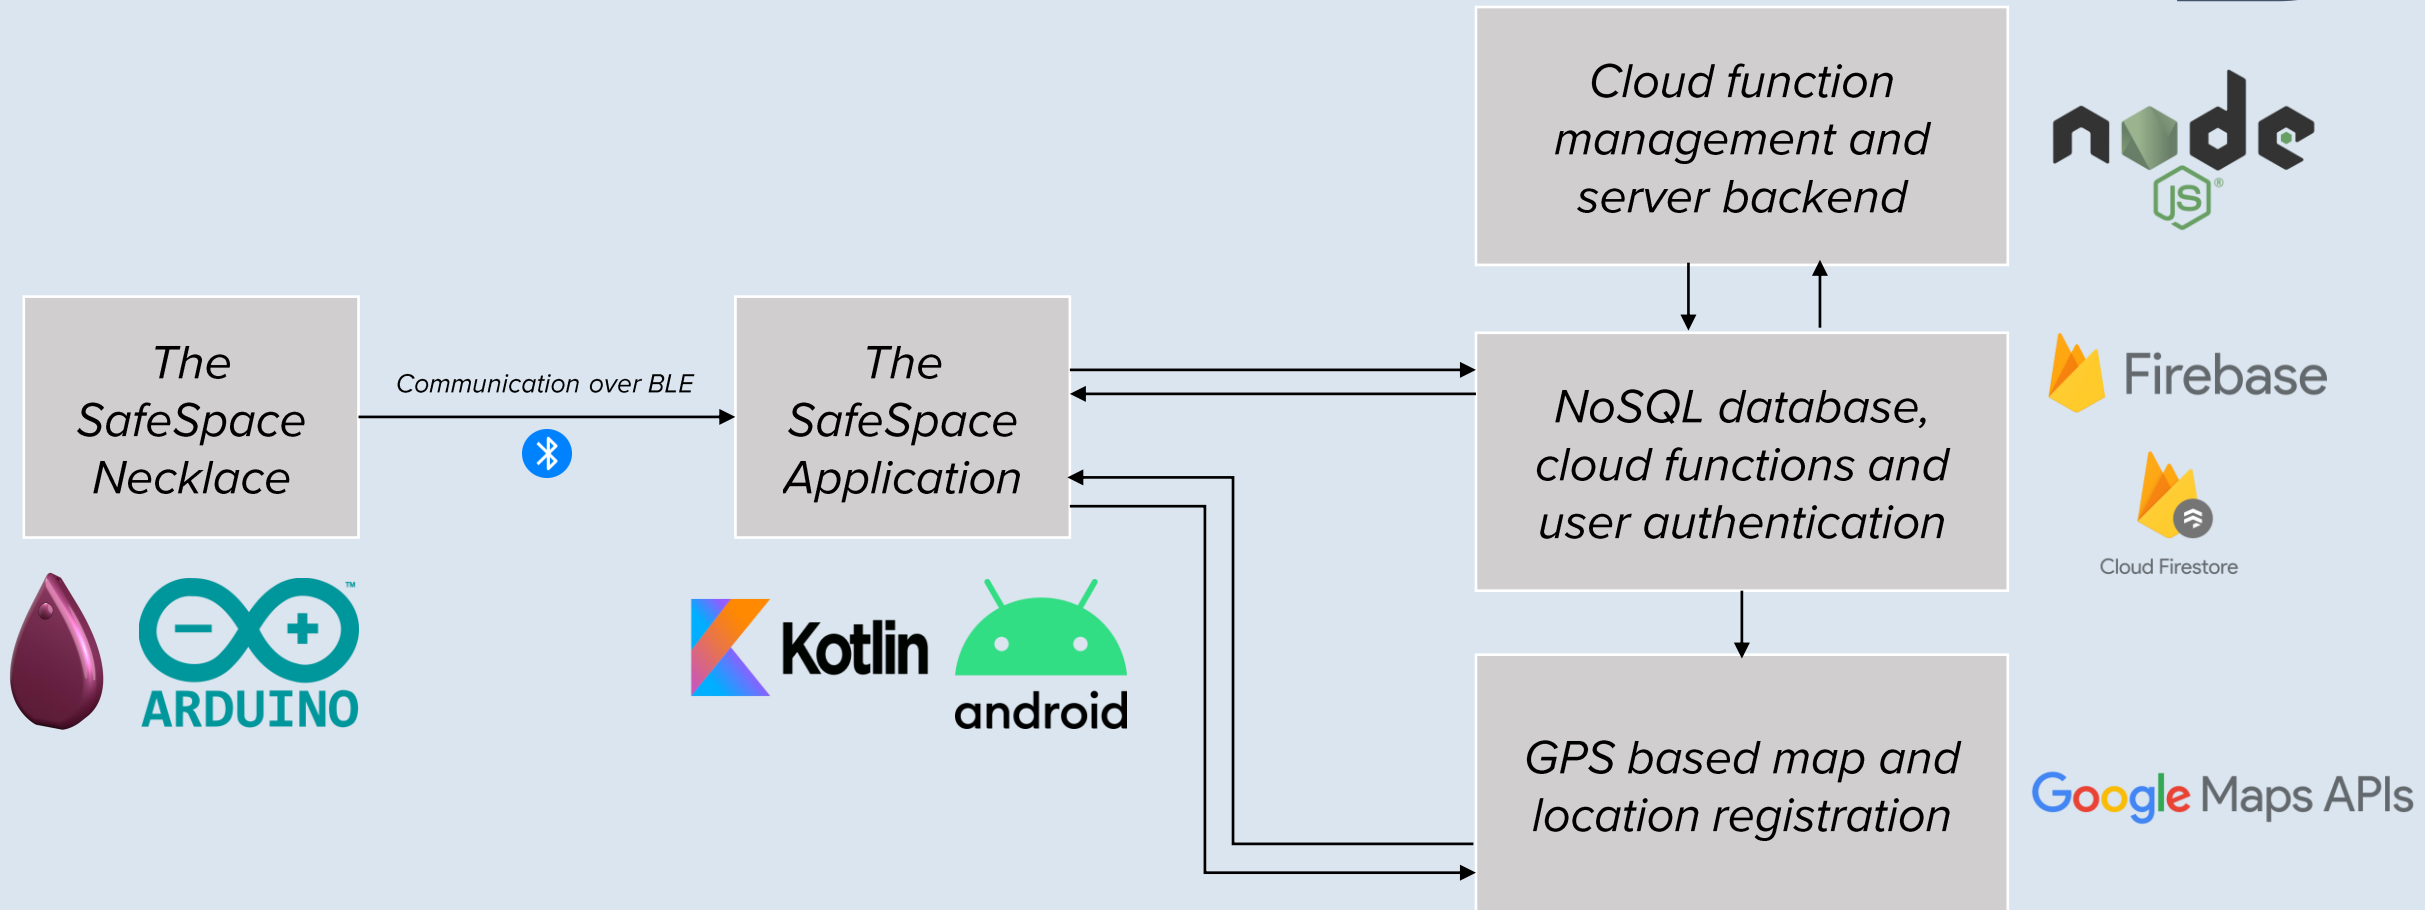 Cloud function
management and
server backend
node
JS ®
The
SafeSpace
Necklace
Communication over BLE
The
SafeSpace
Application
NoSQL database,
cloud functions and
user authentication
Firebase
Cloud Firestore
ARDUINO ™
Kotlin
android
GPS based map and
location registration
Google Maps APIs